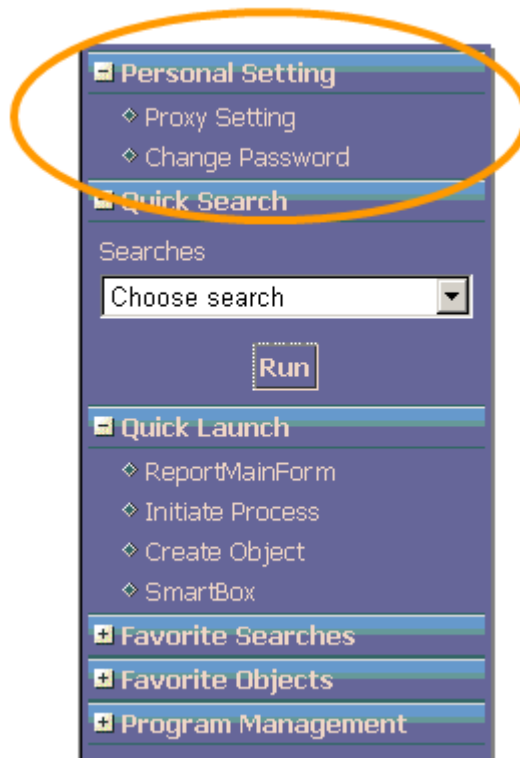 Personal Setting
Proxy Setting
Change Password
Quick Search
Searches
Choose search
Run
Quick Launch
ReportMainForm
Initiate Process
Create Object
SmartBox
Favorite Searches
Favorite Objects
Program Management